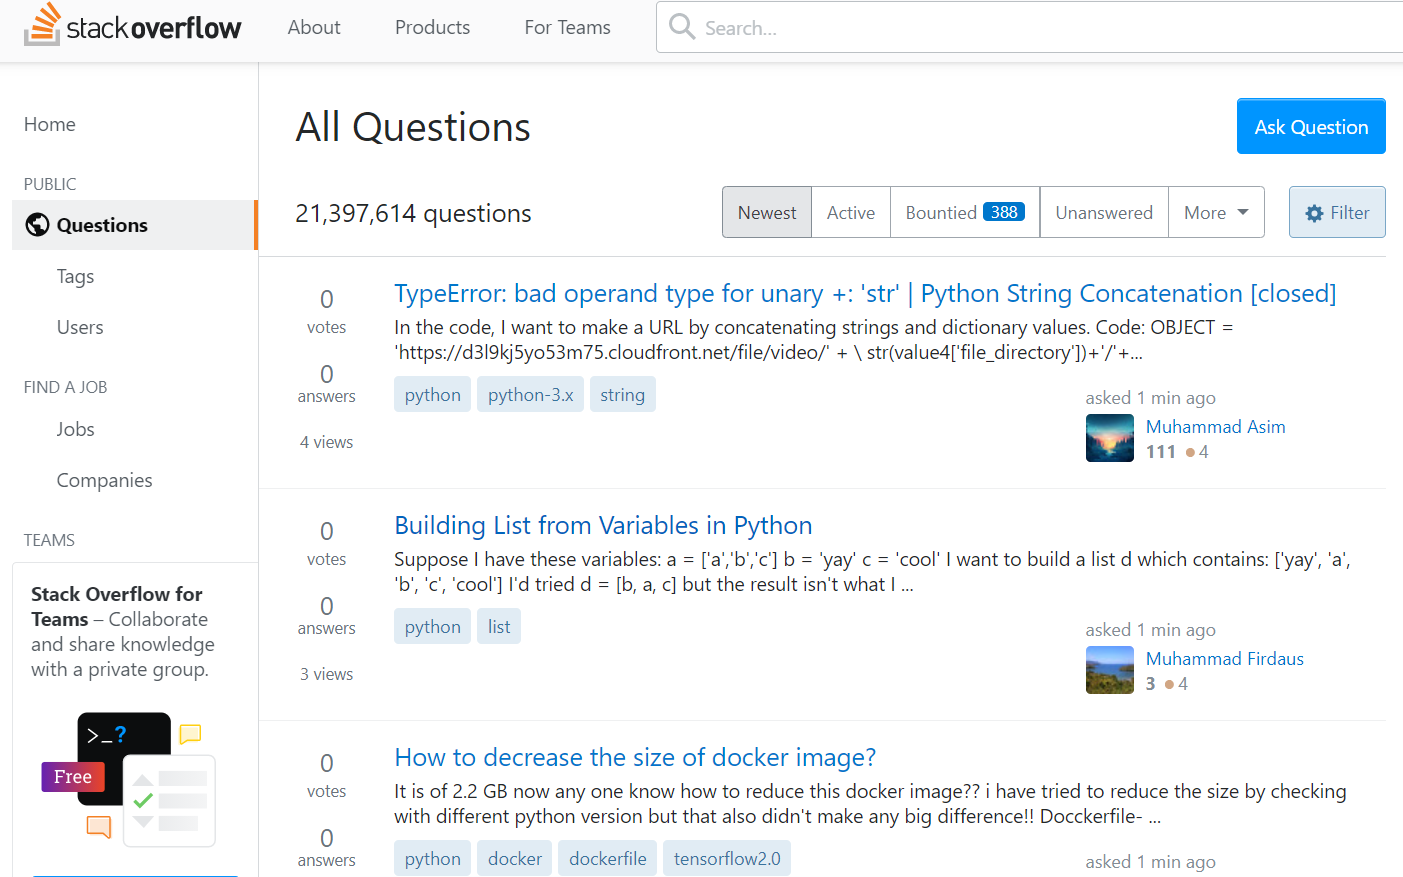 stackoverflow
About
Products
For Teams
Search...
Home
PUBLIC
Questions
Tags
Users
FIND A JOB
Jobs
Companies
TEAMS
Stack Overflow for
Teams – Collaborate
and share knowledge
with a private group.
>_?
Free
All Questions
Ask Question
21,397,614 questions
Newest
Active
Bountied 388
Unanswered
More
Filter
0
votes
0
answers
4 views
TypeError: bad operand type for unary +: 'str' | Python String Concatenation [closed]
In the code, I want to make a URL by concatenating strings and dictionary values. Code: OBJECT =
'https://d3l9kj5yo53m75.cloudfront.net/file/video/' + \ str(value4['file_directory'])+'/'+...
python
python-3.x
string
asked 1 min ago
Muhammad Asim
111 4
0
votes
0
answers
3 views
Building List from Variables in Python
Suppose I have these variables: a = ['a','b','c'] b = 'yay' c = 'cool' I want to build a list d which contains: ['yay', 'a',
'b', 'c', 'cool'] I'd tried d = [b, a, c] but the result isn't what I ...
python
list
asked 1 min ago
Muhammad Firdaus
3 4
0
votes
0
answers
How to decrease the size of docker image?
It is of 2.2 GB now any one know how to reduce this docker image?? i have tried to reduce the size by checking
with different python version but that also didn't make any big difference!! Docckerfile- ...
python
docker
dockerfile
tensorflow2.0
asked 1 min ago